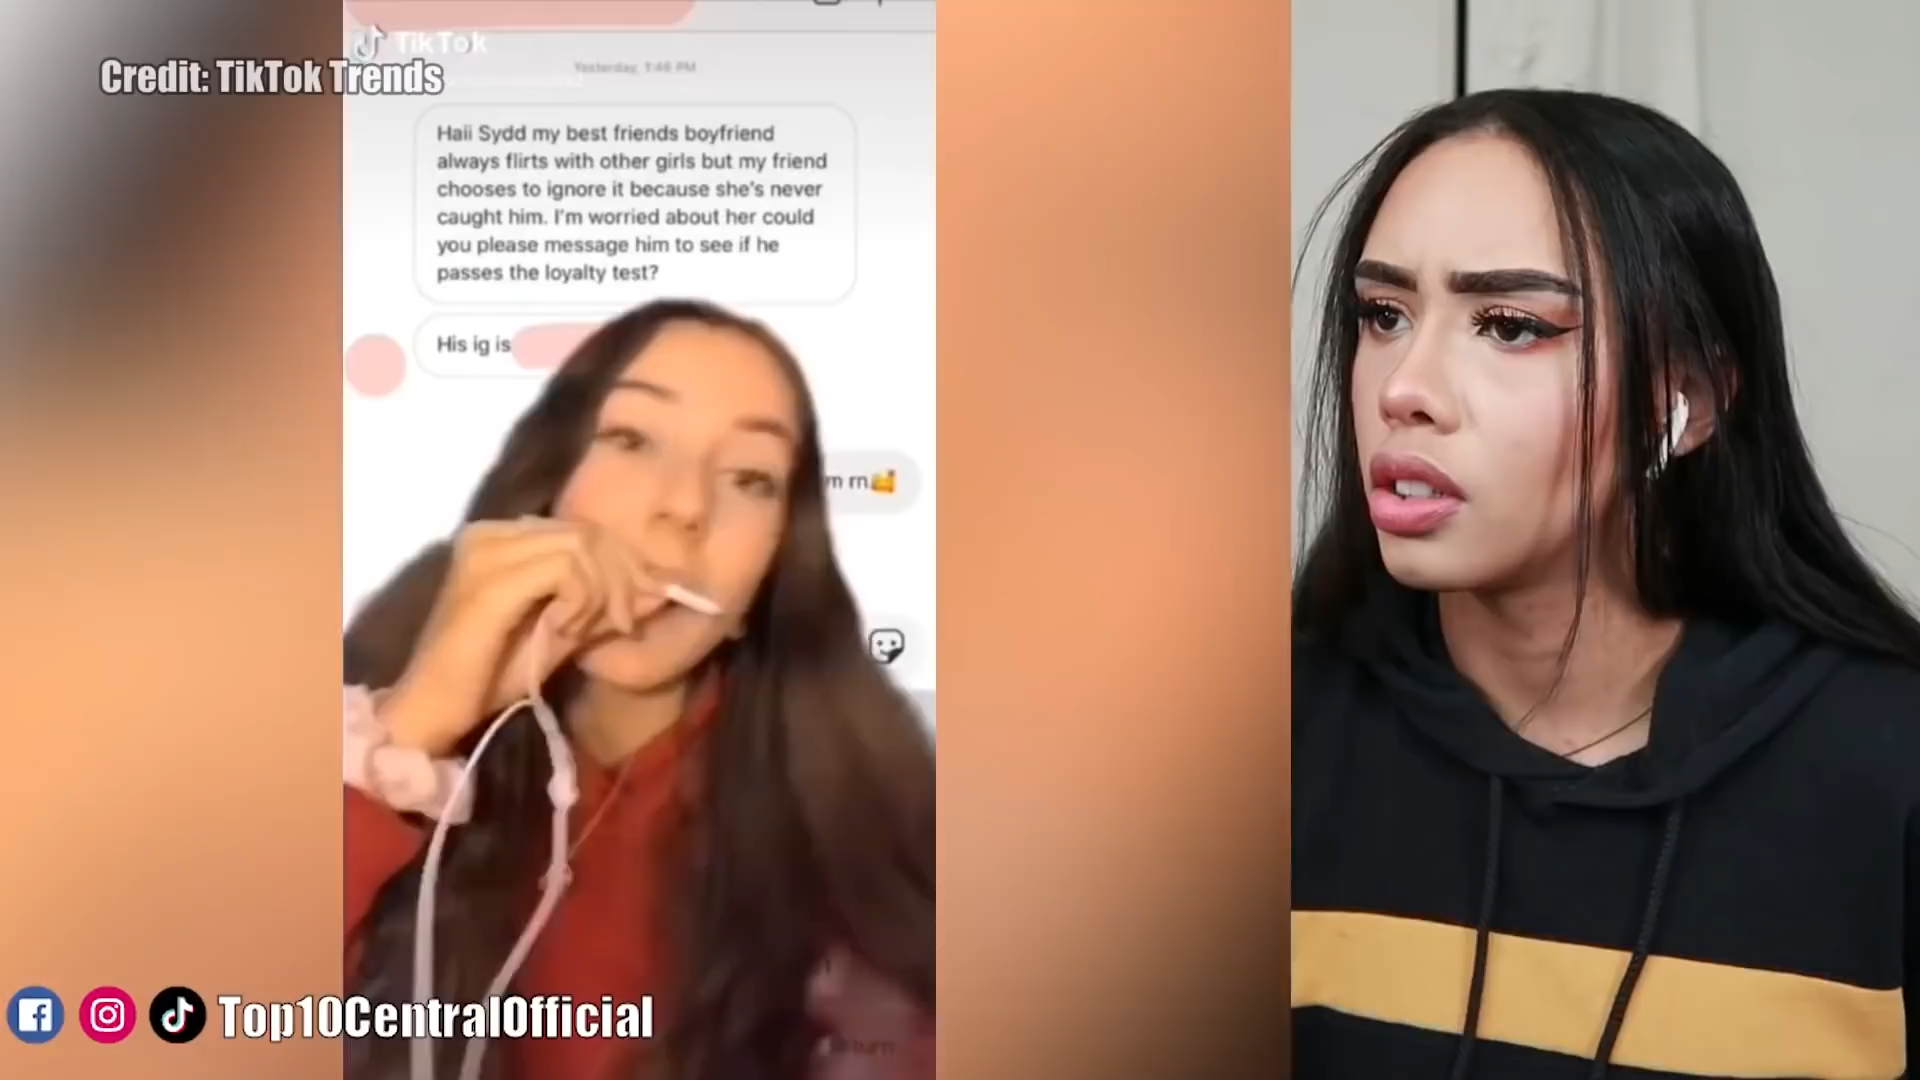 TikTok
Credit: TikTok Trends
Yesterday, 1:46 PM
Haii Sydd my best friends boyfriend
always flirts with other girls but my friend
chooses to ignore it because she's never
caught him. I'm worried about her could
you please message him to see if he
passes the loyalty test?
His ig is
rn🥰
Top10CentralOfficial